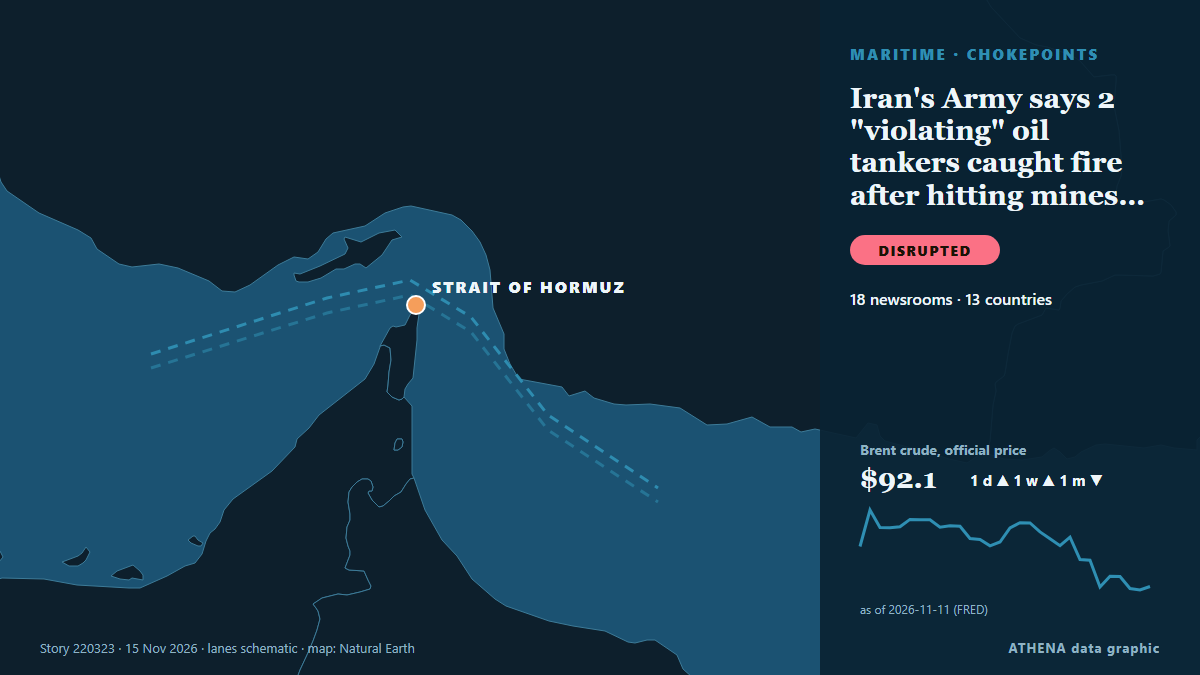 MARITIME · CHOKEPOINTS
Iran's Army says 2
"violating" oil
tankers caught fire
after hitting mines...
DISRUPTED
18 newsrooms · 13 countries
STRAIT OF HORMUZ
Brent crude, official price
$92.1 1 d ▲ 1 w ▲ 1 m ▼
as of 2026-11-11 (FRED)
Story 220323 · 15 Nov 2026 · lanes schematic · map: Natural Earth
ATHENA data graphic